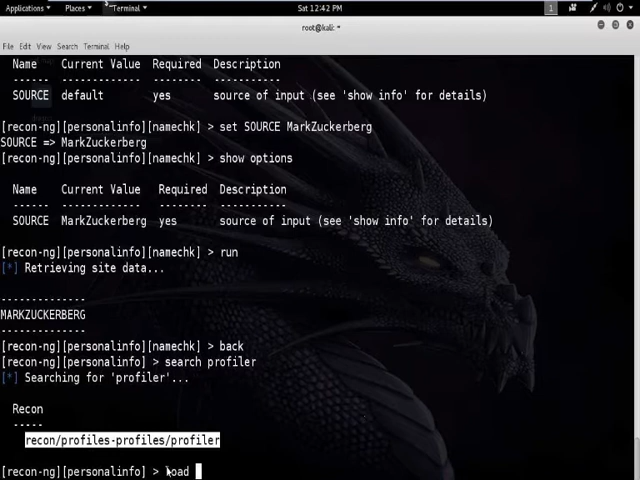 Applications Places Terminal Sat 12:42 PM 1
root@kali: ~
File Edit View Search Terminal Help
Name Current Value Required Description
------ ------------- -------- -----------
SOURCE default yes source of input (see 'show info' for details)
[recon-ng][personalinfo][namechk] > set SOURCE MarkZuckerberg
SOURCE => MarkZuckerberg
[recon-ng][personalinfo][namechk] > show options
Name Current Value Required Description
------ ------------- -------- -----------
SOURCE MarkZuckerberg yes source of input (see 'show info' for details)
[recon-ng][personalinfo][namechk] > run
[*] Retrieving site data...
--------------
MARKZUCKERBERG
--------------
[recon-ng][personalinfo][namechk] > back
[recon-ng][personalinfo] > search profiler
[*] Searching for 'profiler'...
Recon
-----
recon/profiles-profiles/profiler
[recon-ng][personalinfo] > load